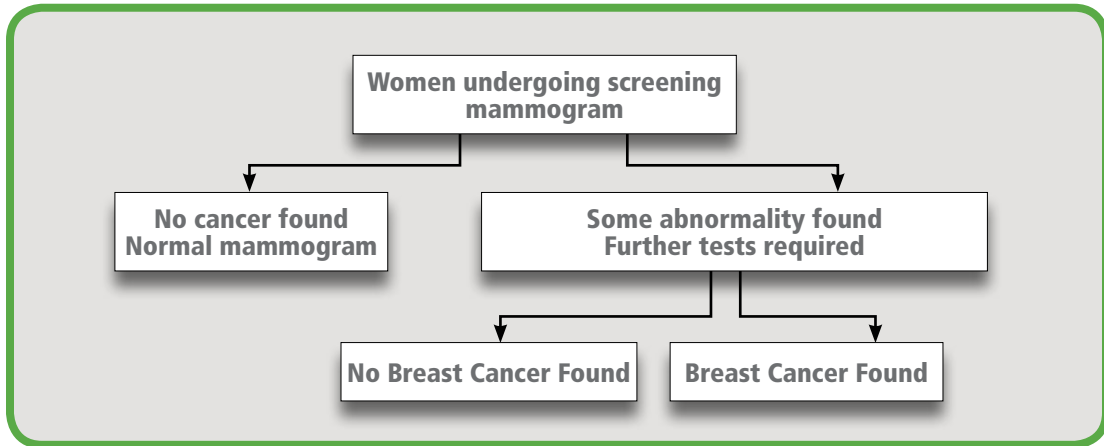 Women undergoing screening
mammogram
No cancer found
Normal mammogram
Some abnormality found
Further tests required
No Breast Cancer Found
Breast Cancer Found